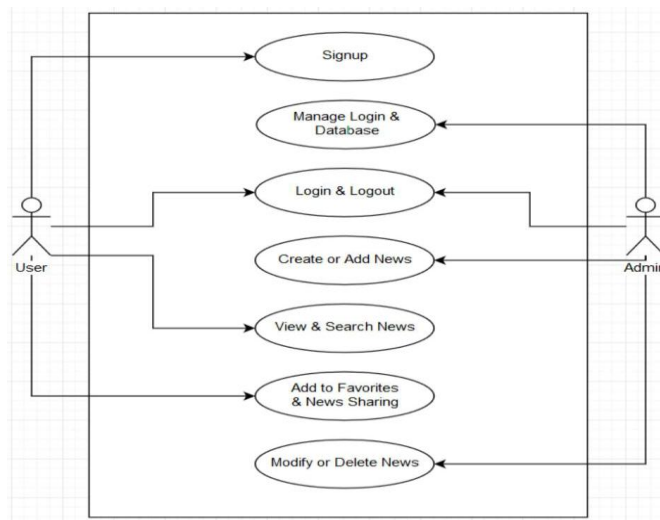 Signup
Manage Login &
Database
Login & Logout
Create or Add News
User
Admin
View & Search News
Add to Favorites
& News Sharing
Modify or Delete News